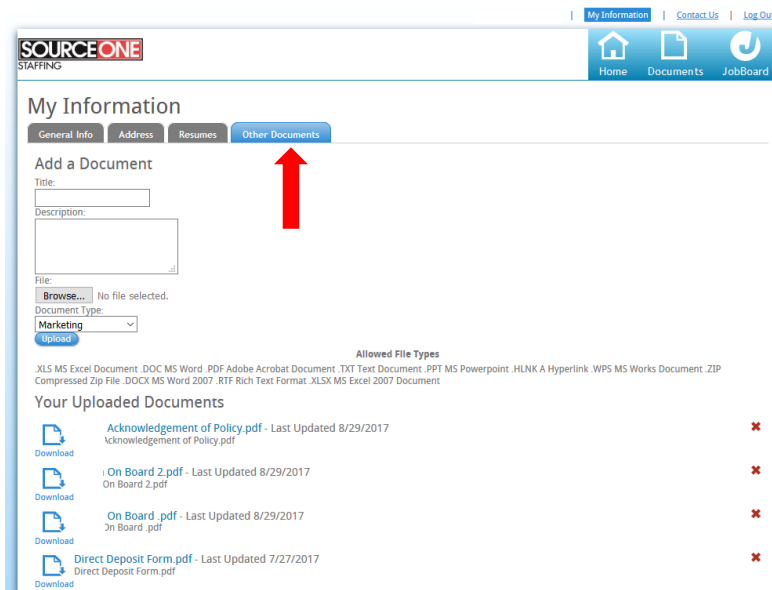 | My Information | Contact Us | Log Out
SOURCE ONE
STAFFING
Home Documents JobBoard
My Information
General Info Address Resumes Other Documents
Add a Document
Title:
Description:
File:
Browse... No file selected.
Document Type:
Marketing
Upload
Allowed File Types
.XLS MS Excel Document .DOC MS Word .PDF Adobe Acrobat Document .TXT Text Document .PPT MS Powerpoint .HLNK A Hyperlink .WPS MS Works Document .ZIP
Compressed Zip File .DOCX MS Word 2007 .RTF Rich Text Format .XLSX MS Excel 2007 Document
Your Uploaded Documents
Acknowledgement of Policy.pdf - Last Updated 8/29/2017
Acknowledgement of Policy.pdf
Download
On Board 2.pdf - Last Updated 8/29/2017
On Board 2.pdf
Download
On Board .pdf - Last Updated 8/29/2017
On Board .pdf
Download
Direct Deposit Form.pdf - Last Updated 7/27/2017
Direct Deposit Form.pdf
Download